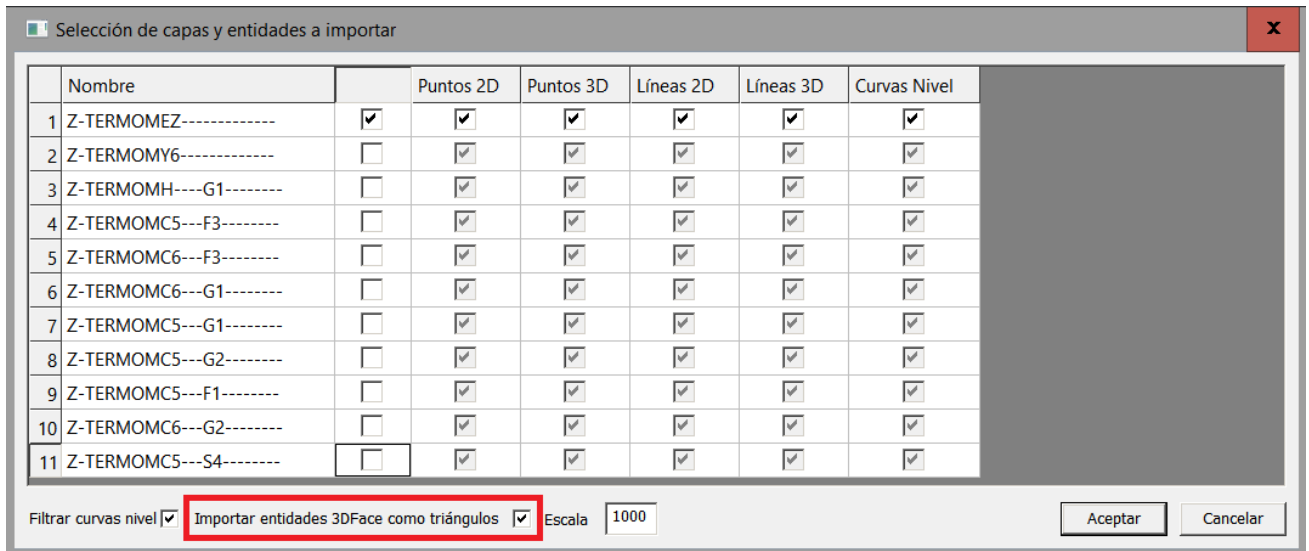 Selección de capas y entidades a importar
x
Nombre Puntos 2D Puntos 3D Líneas 2D Líneas 3D Curvas Nivel
1 Z-TERMOMEZ-------------
2 Z-TERMOMY6-------------
3 Z-TERMOMH----G1--------
4 Z-TERMOMC5---F3--------
5 Z-TERMOMC6---F3--------
6 Z-TERMOMC6---G1--------
7 Z-TERMOMC5---G1--------
8 Z-TERMOMC5---G2--------
9 Z-TERMOMC5---F1--------
10 Z-TERMOMC6---G2--------
11 Z-TERMOMC5---S4--------
Filtrar curvas nivel Importar entidades 3DFace como triángulos Escala 1000 Aceptar Cancelar